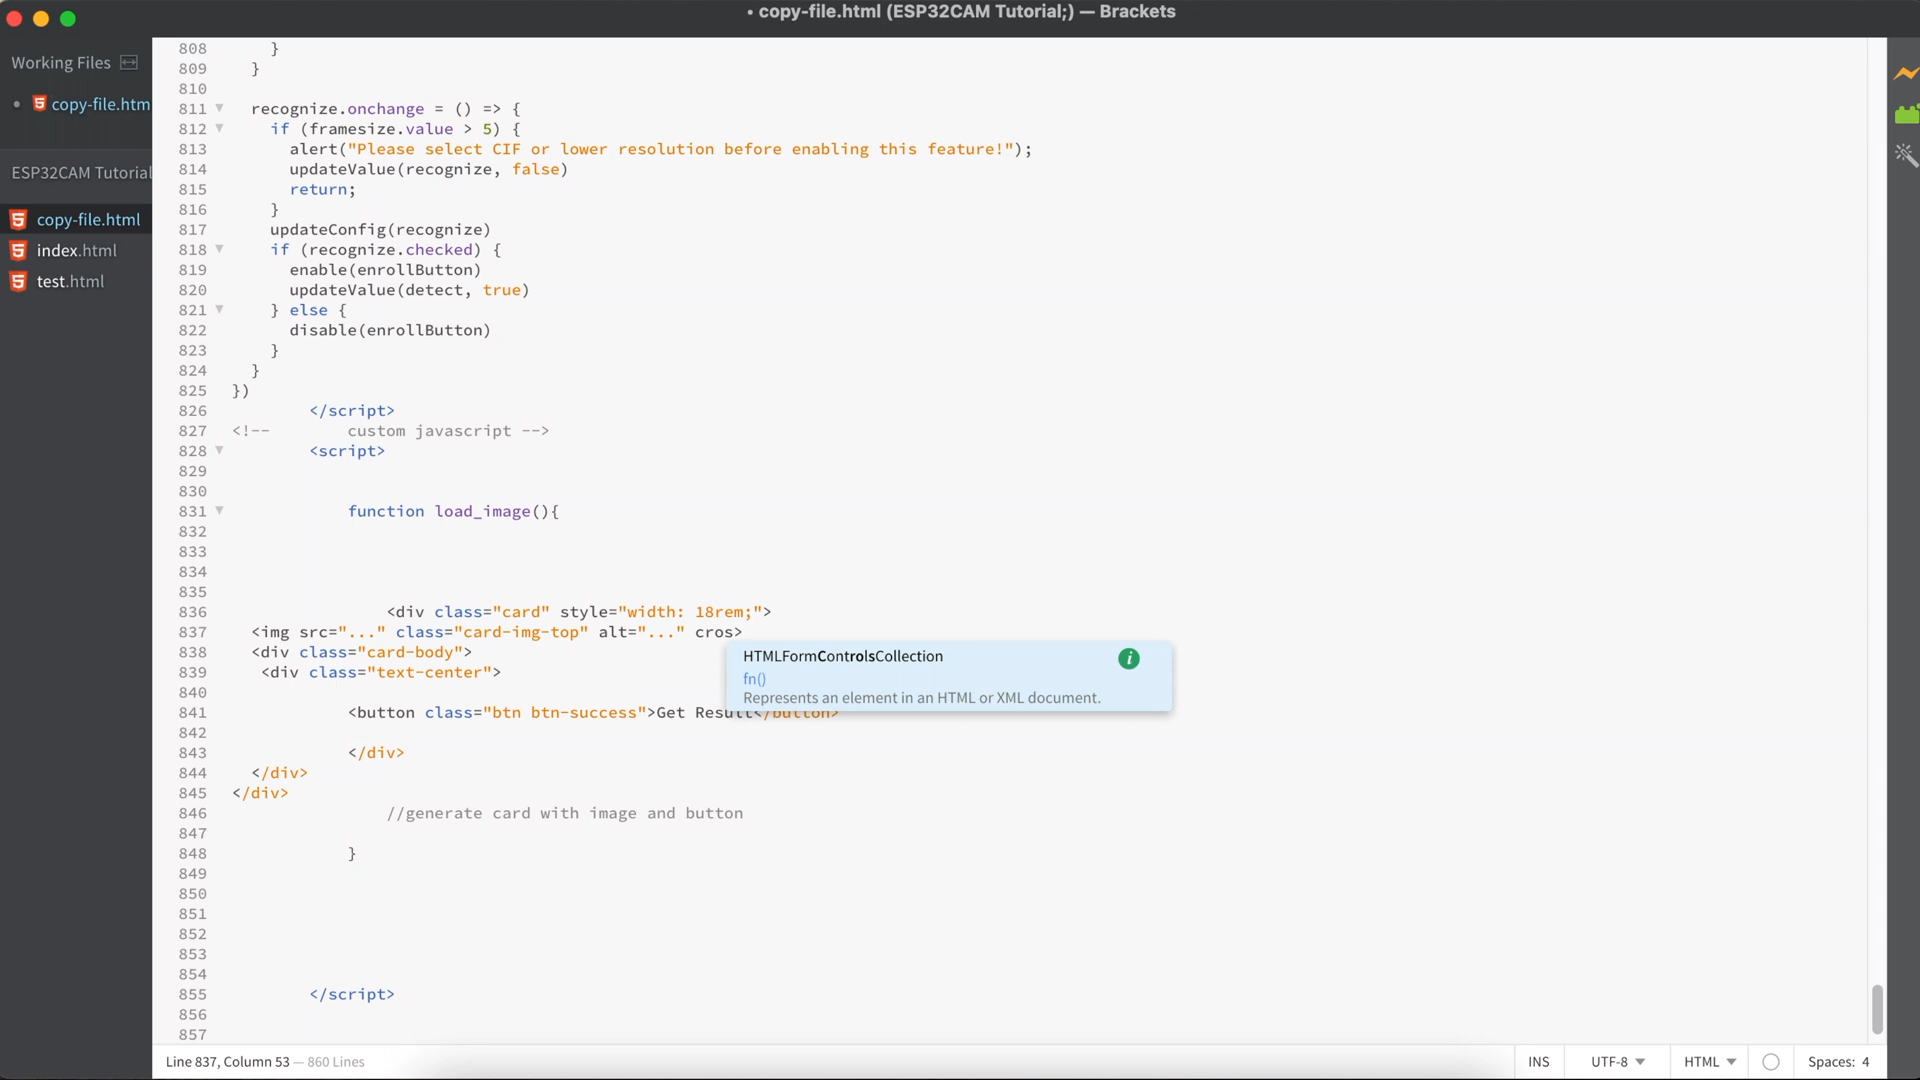 • copy-file.html (ESP32CAM Tutorial;) — Brackets
Working Files
copy-file.htm
ESP32CAM Tutorial
copy-file.html
index.html
test.html
808 }
809 }
810
811 recognize.onchange = () => {
812 if (framesize.value > 5) {
813 alert("Please select CIF or lower resolution before enabling this feature!");
814 updateValue(recognize, false)
815 return;
816 }
817 updateConfig(recognize)
818 if (recognize.checked) {
819 enable(enrollButton)
820 updateValue(detect, true)
821 } else {
822 disable(enrollButton)
823 }
824 }
825 })
826 </script>
827 <!-- custom javascript -->
828 <script>
829
830
831 function load_image(){
832
833
834
835
836 <div class="card" style="width: 18rem;">
837 <img src="..." class="card-img-top" alt="..." cros>
838 <div class="card-body">
839 <div class="text-center">
840
841 <button class="btn btn-success">Get Result</button>
842
843 </div>
844 </div>
845 </div>
846 //generate card with image and button
847
848 }
849
850
851
852
853
854
855 </script>
856
857
HTMLFormControlsCollection
fn()
Represents an element in an HTML or XML document.
i
Line 837, Column 53 — 860 Lines
INS
UTF-8
HTML
Spaces: 4